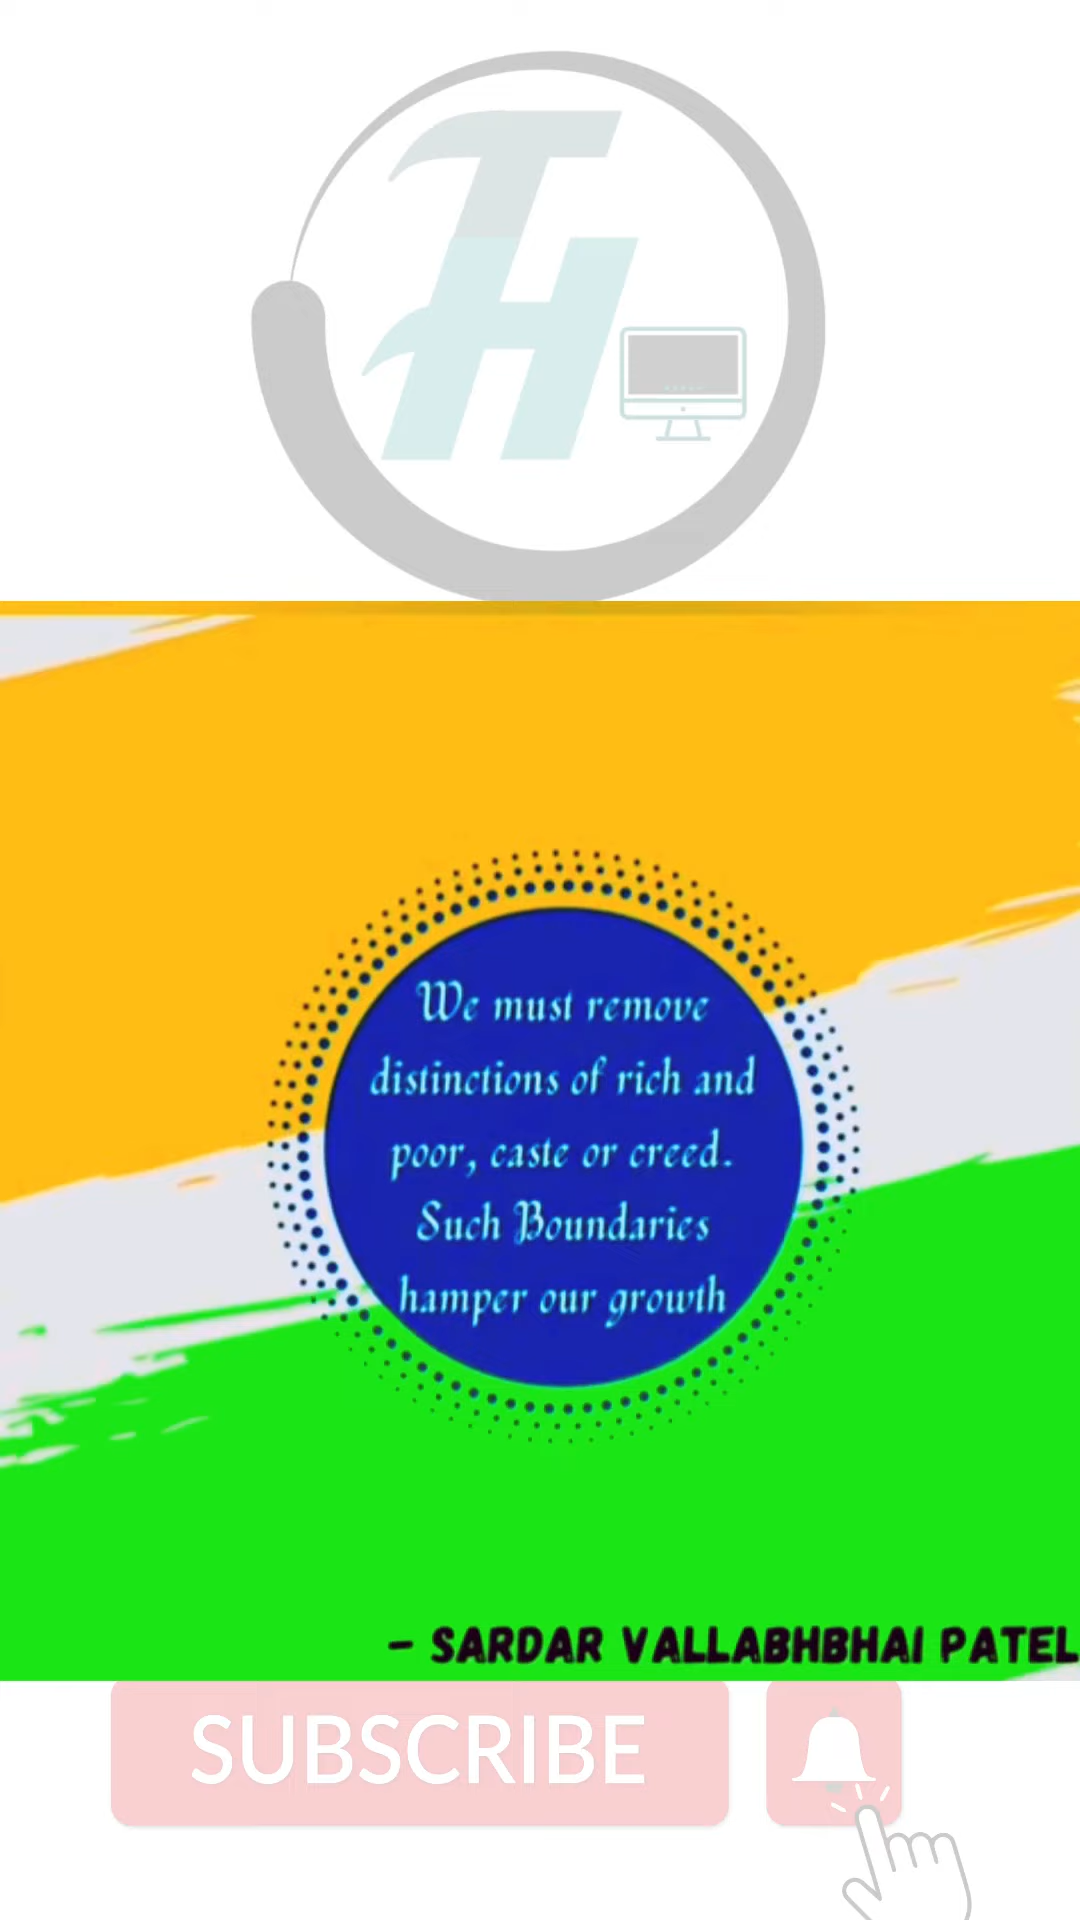 TH
We must remove
distinctions of rich and
poor, caste or creed.
Such Boundaries
hamper our growth
- SARDAR VALLABHBHAI PATEL
SUBSCRIBE